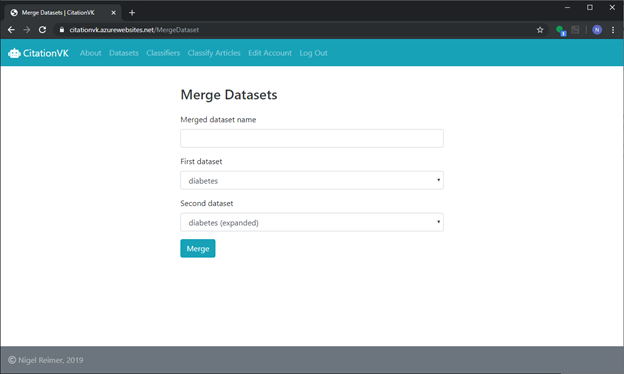 Merge Datasets | CitationVK
citationvk.azurewebsites.net/MergeDataset
N
CitationVK About Datasets Classifiers Classify Articles Edit Account Log Out
Merge Datasets
Merged dataset name
First dataset
diabetes
Second dataset
diabetes (expanded)
Merge
© Nigel Reimer, 2019